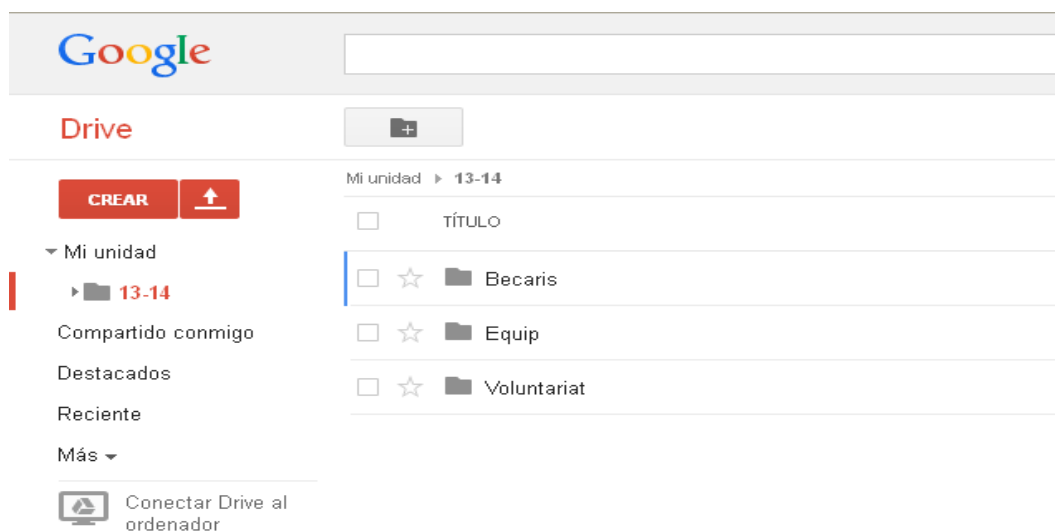 Google
Drive
CREAR
Mi unidad
13-14
Compartido conmigo
Destacados
Reciente
Más
Conectar Drive al
ordenador
Mi unidad 13-14
TÍTULO
Becaris
Equip
Voluntariat